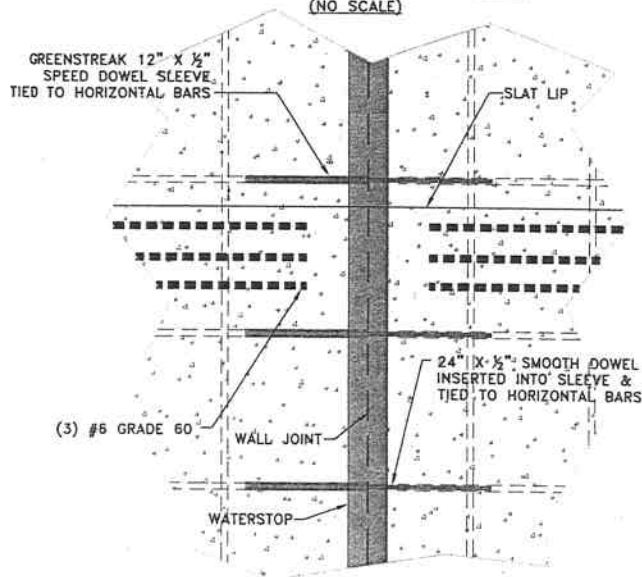 (NO SCALE)
GREENSTREAK 12" X ½"
SPEED DOWEL SLEEVE
TIED TO HORIZONTAL BARS
SLAT LIP
24" X ½" SMOOTH DOWEL
INSERTED INTO SLEEVE &
TIED TO HORIZONTAL BARS
(3) #6 GRADE 60
WALL JOINT
WATERSTOP